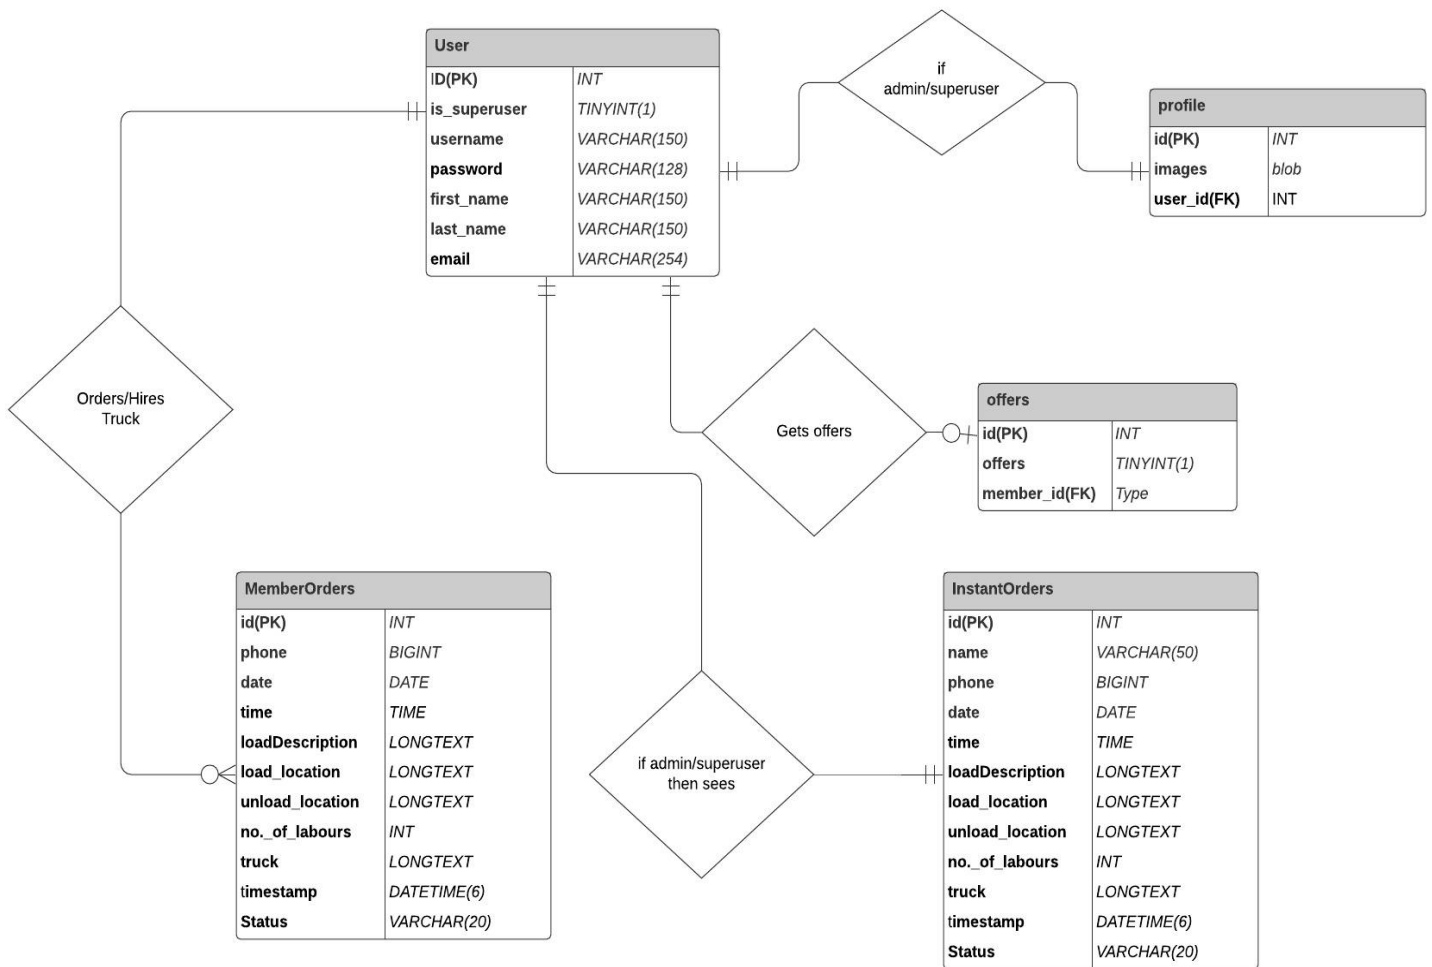 User
ID(PK) INT
is_superuser TINYINT(1)
username VARCHAR(150)
password VARCHAR(128)
first_name VARCHAR(150)
last_name VARCHAR(150)
email VARCHAR(254)
if
admin/superuser
profile
id(PK) INT
images blob
user_id(FK) INT
Orders/Hires
Truck
Gets offers
offers
id(PK) INT
offers TINYINT(1)
member_id(FK) Type
MemberOrders
id(PK) INT
phone BIGINT
date DATE
time TIME
loadDescription LONGTEXT
load_location LONGTEXT
unload_location LONGTEXT
no._of_labours INT
truck LONGTEXT
timestamp DATETIME(6)
Status VARCHAR(20)
if admin/superuser
then sees
InstantOrders
id(PK) INT
name VARCHAR(50)
phone BIGINT
date DATE
time TIME
loadDescription LONGTEXT
load_location LONGTEXT
unload_location LONGTEXT
no._of_labours INT
truck LONGTEXT
timestamp DATETIME(6)
Status VARCHAR(20)